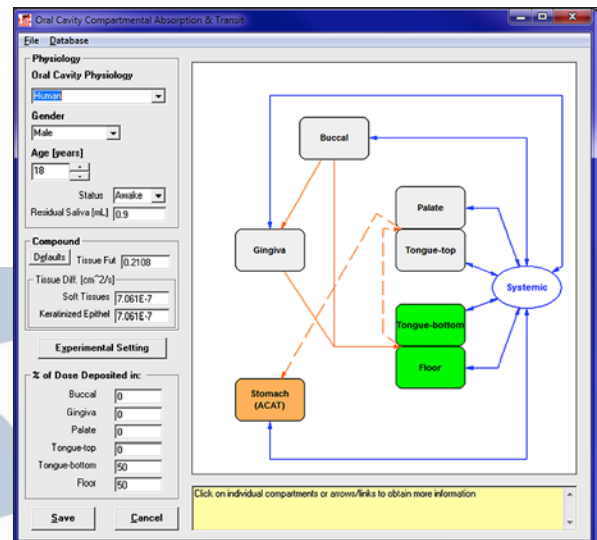 Oral Cavity Compartmental Absorption & Transit
File Database
Physiology
Oral Cavity Physiology
Human
Gender
Male
Age [years]
18
Status Awake
Residual Saliva [mL] 0.9
Compound
Defaults Tissue Fut 0.2108
Tissue Diff. [cm^2/s]
Soft Tissues 7.061E-7
Keratinized Epithel 7.061E-7
Experimental Setting
% of Dose Deposited in:
Buccal 0
Gingiva 0
Palate 0
Tongue-top 0
Tongue-bottom 50
Floor 50
Save Cancel
Buccal
Palate
Gingiva
Tongue-top
Systemic
Tongue-bottom
Floor
Stomach
(ACAT)
Click on individual compartments or arrows/links to obtain more information